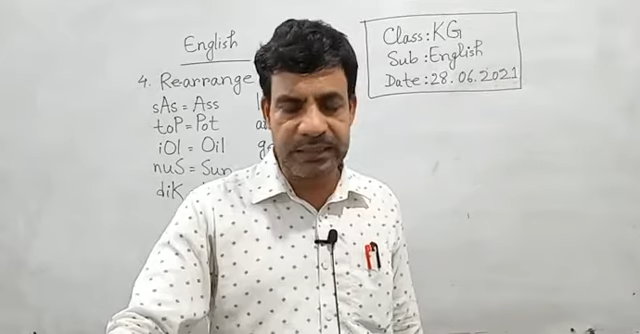 English
4. Rearrange
sAs = Ass
toP = Pot
iOl = Oil
nuS = Sun
diK
Class: KG
Sub: English
Date: 28.06.2021